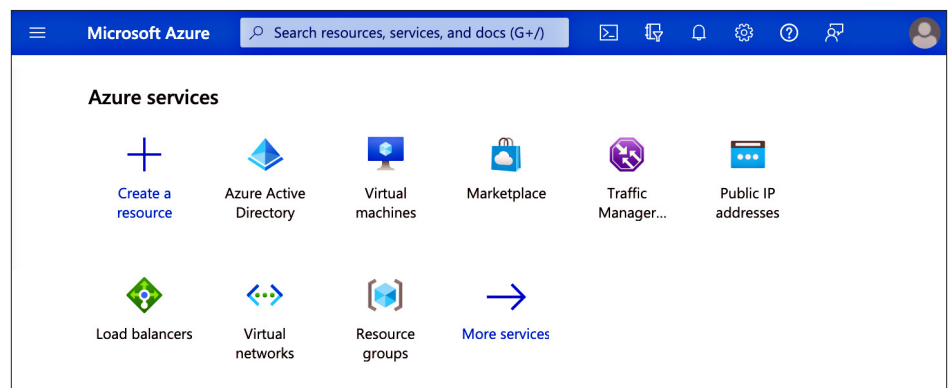 Microsoft Azure
Search resources, services, and docs (G+/)
Azure services
Create a
resource
Azure Active
Directory
Virtual
machines
Marketplace
Traffic
Manager...
Public IP
addresses
Load balancers
Virtual
networks
Resource
groups
More services